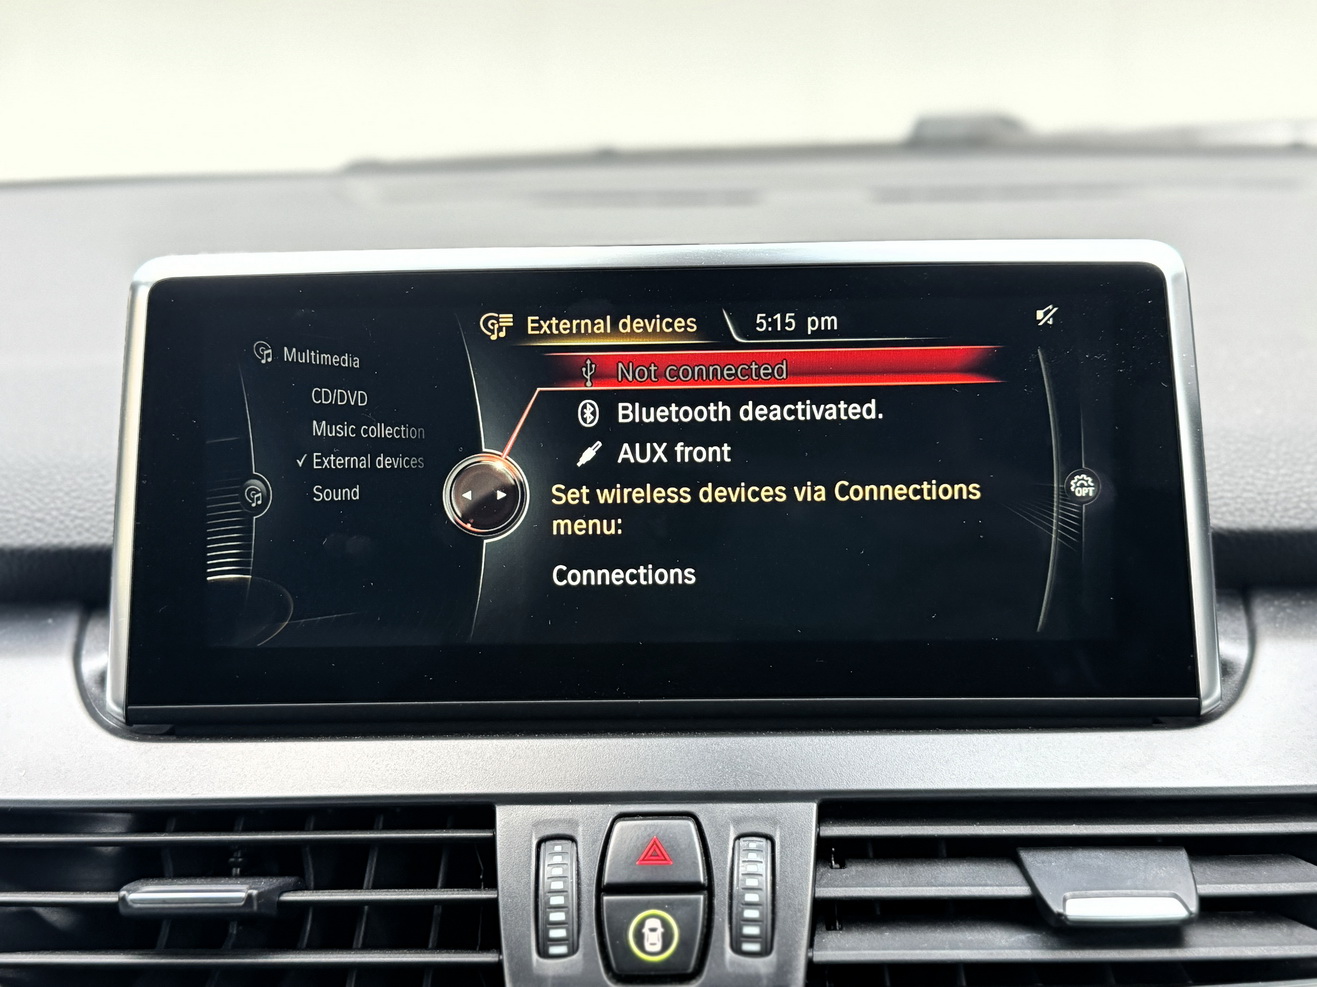 External devices
5:15 pm
Multimedia
CD/DVD
Music collection
✓ External devices
Sound
Not connected
Bluetooth deactivated.
AUX front
Set wireless devices via Connections
menu:
Connections
OPT